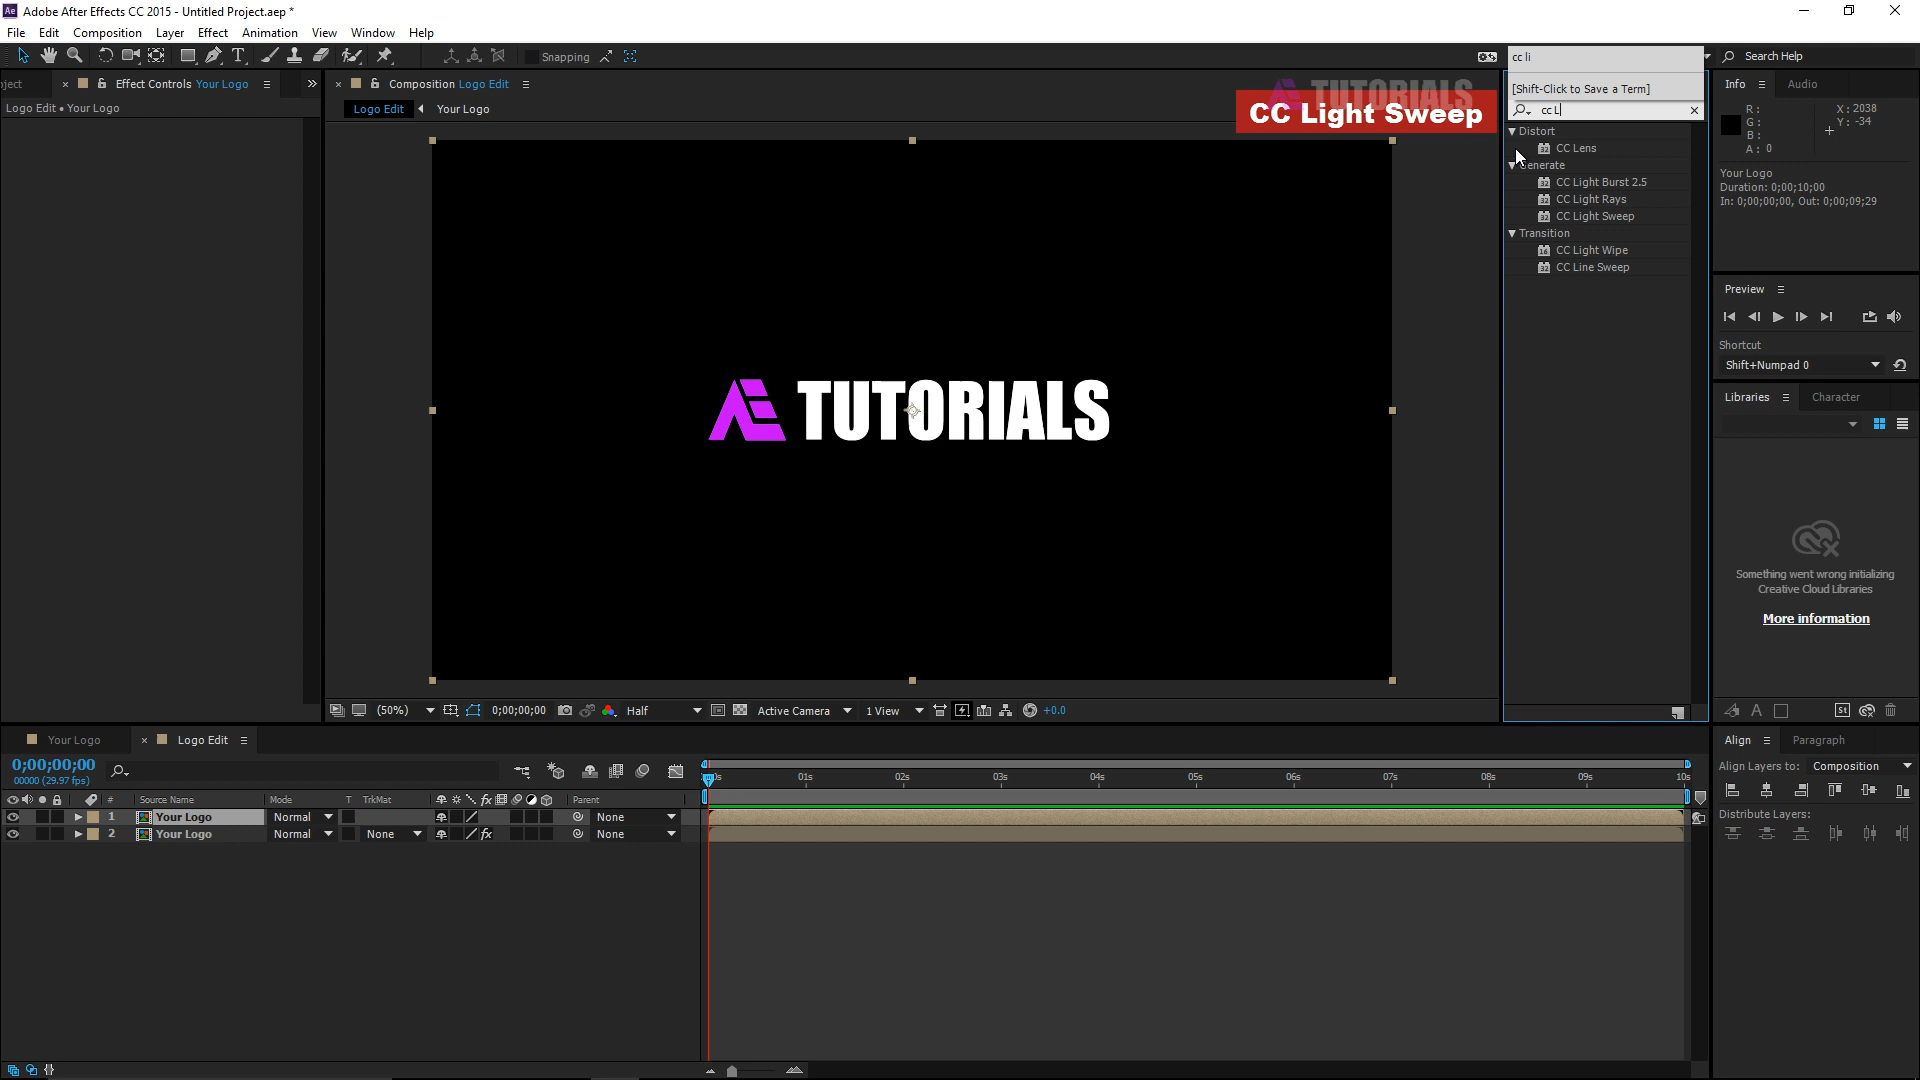 Adobe After Effects CC 2015 - Untitled Project.aep *
File Edit Composition Layer Effect Animation View Window Help
Snapping
cc li
Search Help
oject
Effect Controls Your Logo
Composition Logo Edit
TUTORIALS
[Shift-Click to Save a Term]
Info Audio
Logo Edit • Your Logo
Logo Edit Your Logo
CC Light Sweep
cc L
R:
G:
B:
A: 0
X: 2038
Y: -34
Distort
CC Lens
Generate
CC Light Burst 2.5
CC Light Rays
CC Light Sweep
Transition
CC Light Wipe
CC Line Sweep
Your Logo
Duration: 0;00;10;00
In: 0;00;00;00, Out: 0;00;09;29
Preview
Shortcut
Shift+Numpad 0
Libraries Character
AE TUTORIALS
Something went wrong initializing
Creative Cloud Libraries
More information
(50%) 0;00;00;00 Half Active Camera 1 View +0.0
St
Your Logo Logo Edit
Align Paragraph
0;00;00;00
00000 (29.97 fps)
Align Layers to: Composition
0s 01s 02s 03s 04s 05s 06s 07s 08s 09s 10s
# Source Name Mode T TrkMat Parent
1 Your Logo Normal None
2 Your Logo Normal None fx None
Distribute Layers: